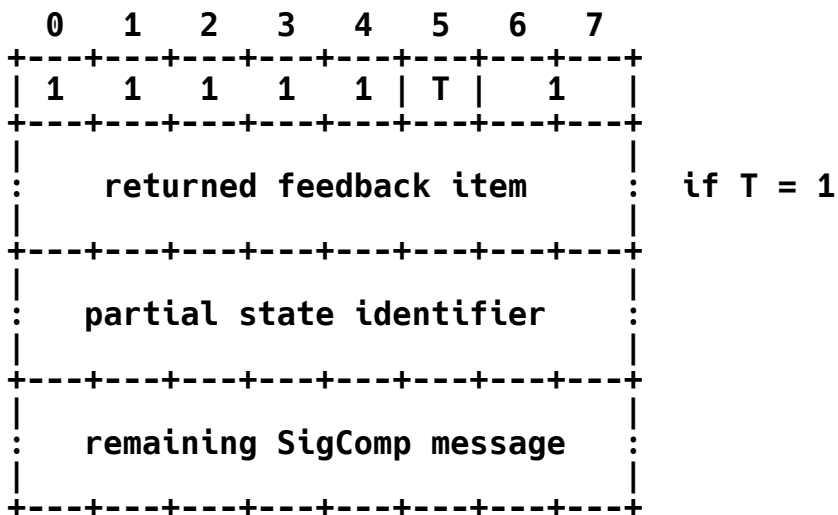 0   1   2   3   4   5   6   7
+---+---+---+---+---+---+---+---+
| 1   1   1   1   1 | T |   1   |
+---+---+---+---+---+---+---+---+
|                               |
:    returned feedback item     :  if T = 1
|                               |
+---+---+---+---+---+---+---+---+
|                               |
:   partial state identifier    :
|                               |
+---+---+---+---+---+---+---+---+
|                               |
:   remaining SigComp message   :
|                               |
+---+---+---+---+---+---+---+---+